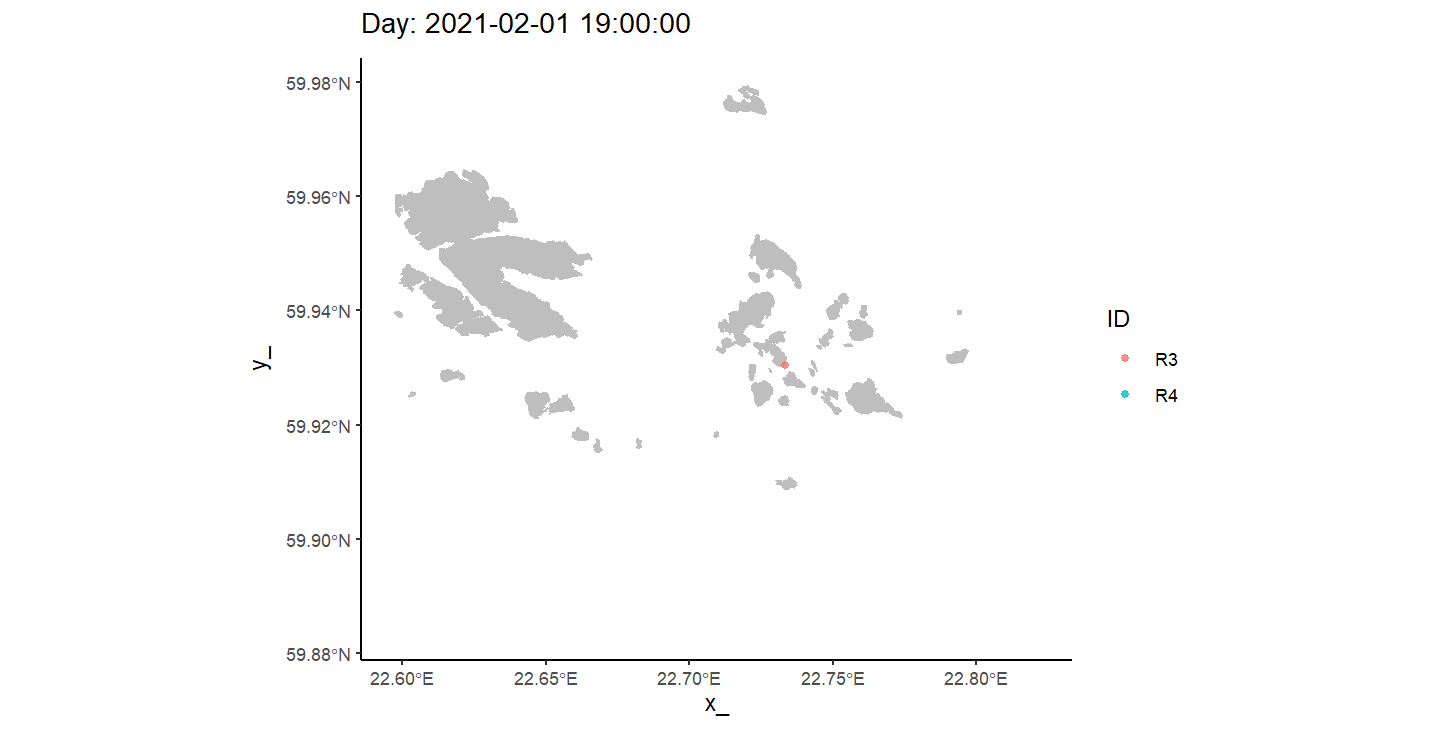 Day: 2021-02-01 19:00:00
59.98°N
59.96°N
59.94°N
59.92°N
59.90°N
59.88°N
y_
22.60°E 22.65°E 22.70°E 22.75°E 22.80°E
x_
ID
R3
R4